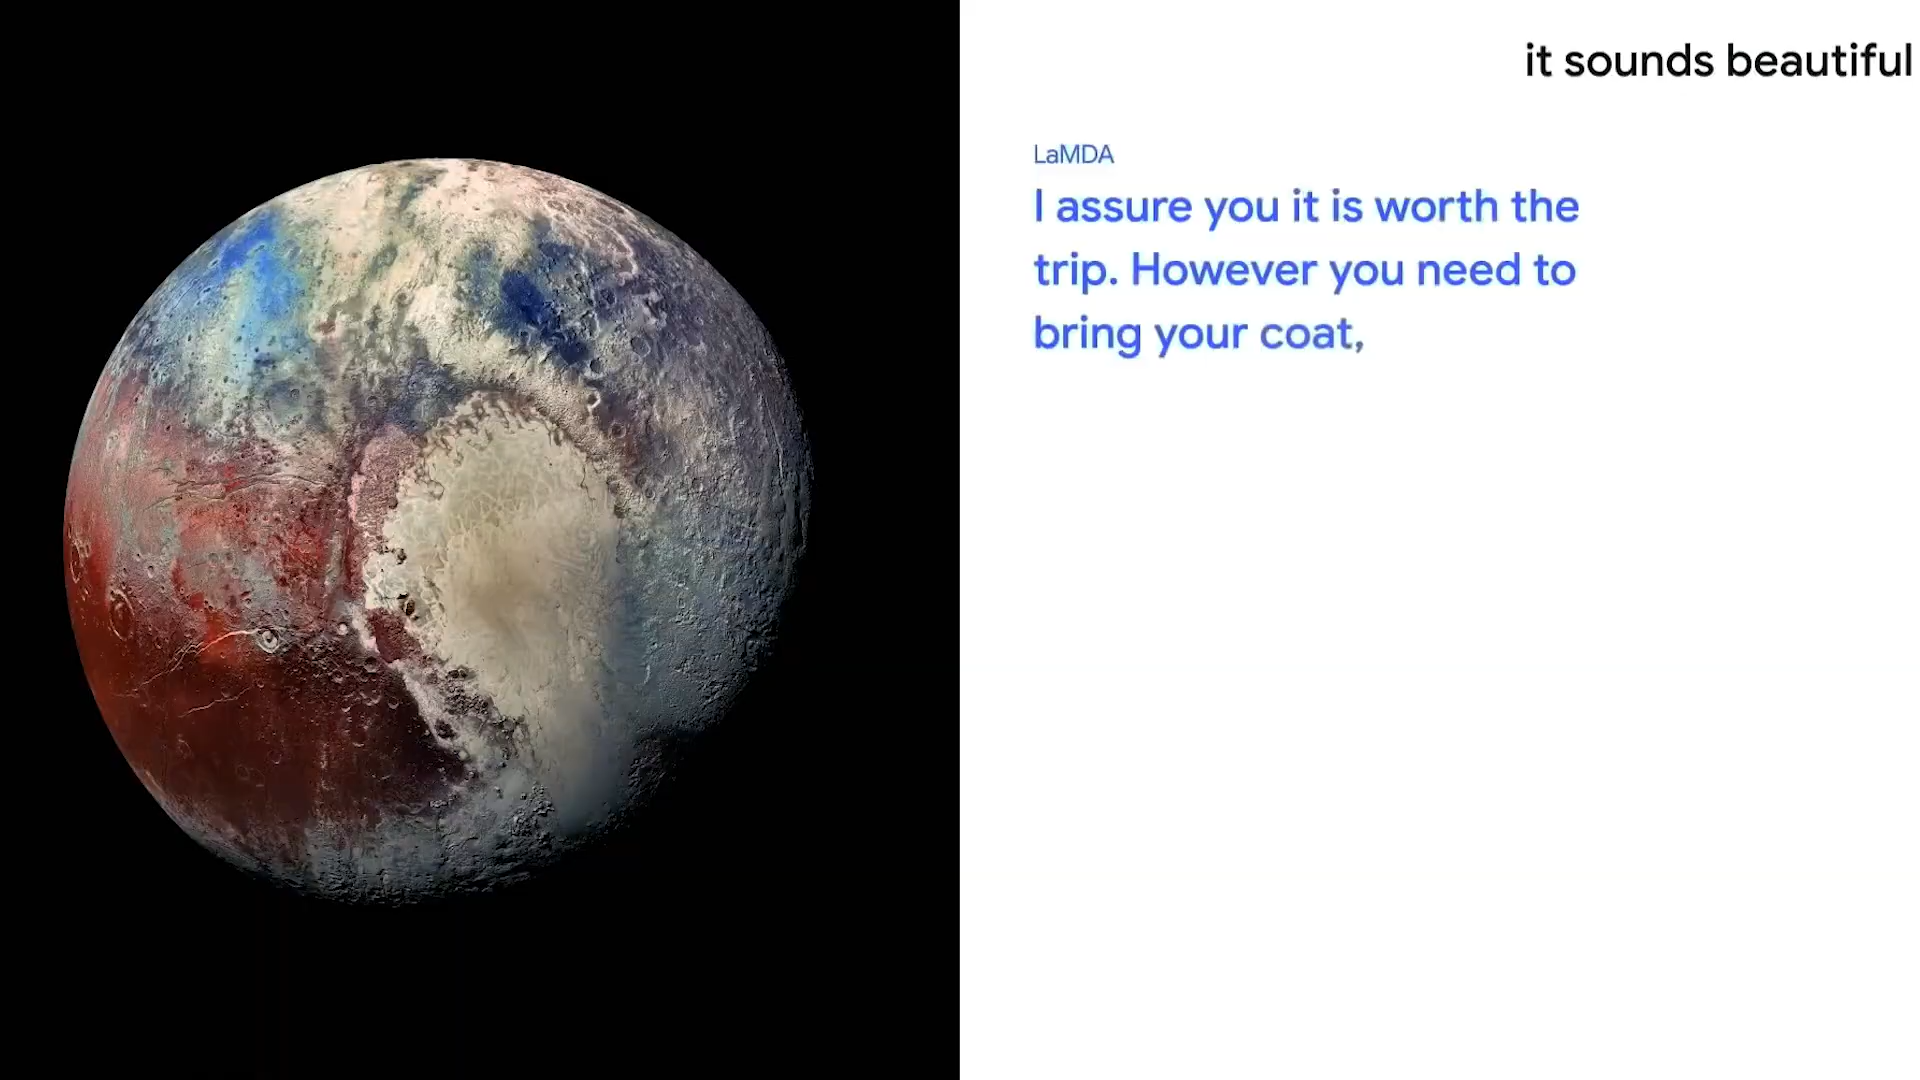 it sounds beautiful
LaMDA
I assure you it is worth the
trip. However you need to
bring your coat,